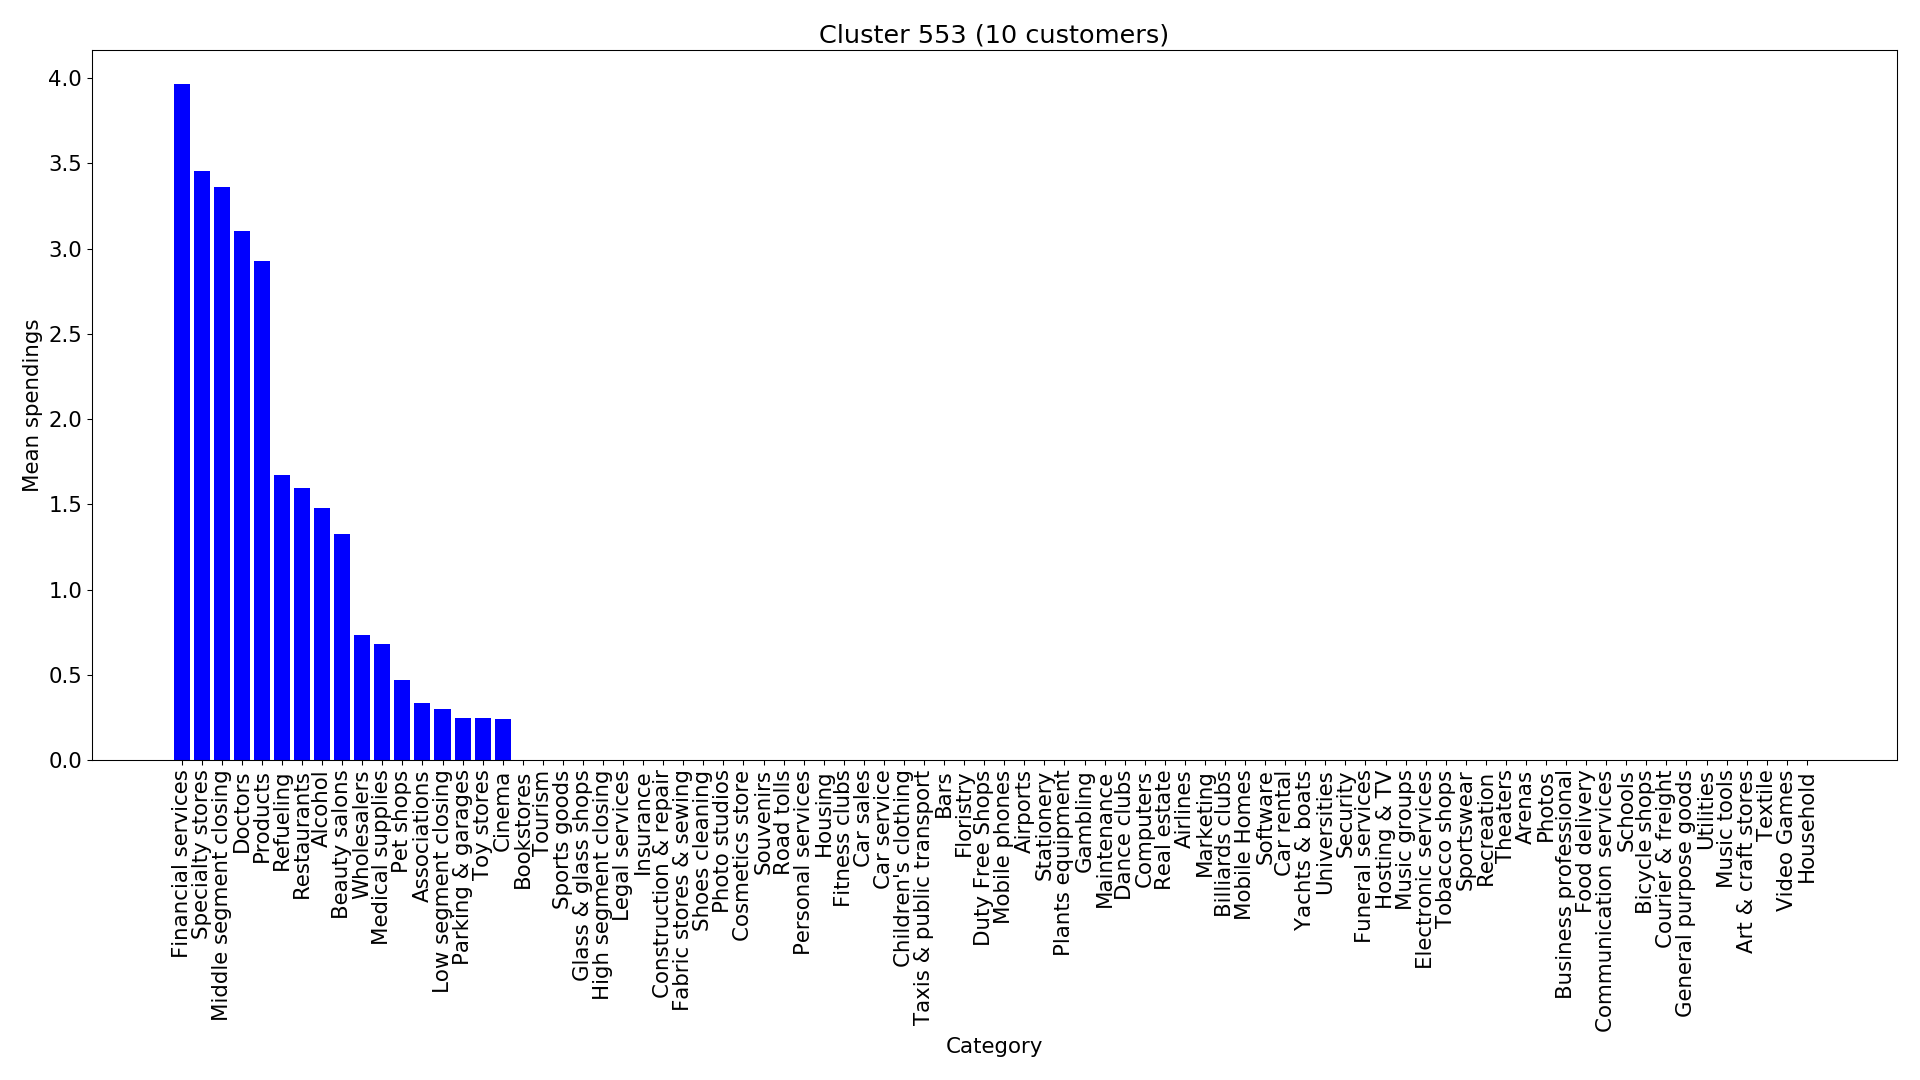 Cluster 553 (10 customers)
4.0
3.5
3.0
2.5
2.0
1.5
1.0
0.5
0.0
Mean spendings
Financial services
Specialty stores
Middle segment closing
Doctors
Products
Refueling
Restaurants
Alcohol
Beauty salons
Wholesalers
Medical supplies
Pet shops
Associations
Low segment closing
Parking & garages
Toy stores
Cinema
Bookstores
Tourism
Sports goods
Glass & glass shops
High segment closing
Legal services
Insurance
Construction & repair
Fabric stores & sewing
Shoes cleaning
Photo studios
Cosmetics store
Souvenirs
Road tolls
Personal services
Housing
Fitness clubs
Car sales
Car service
Children's clothing
Taxis & public transport
Bars
Floristry
Duty Free Shops
Mobile phones
Airports
Stationery
Plants equipment
Gambling
Maintenance
Dance clubs
Computers
Real estate
Airlines
Marketing
Billiards clubs
Mobile Homes
Software
Car rental
Yachts & boats
Universities
Security
Funeral services
Hosting & TV
Music groups
Electronic services
Tobacco shops
Sportswear
Recreation
Theaters
Arenas
Photos
Business professional
Food delivery
Communication services
Schools
Bicycle shops
Courier & freight
General purpose goods
Utilities
Music tools
Art & craft stores
Textile
Video Games
Household
Category